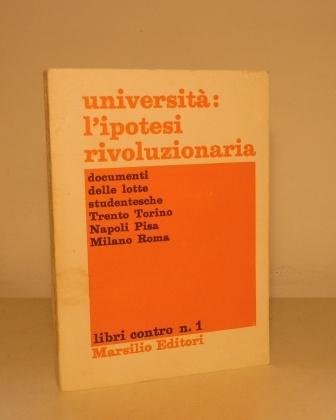 università:
l'ipotesi
rivoluzionaria
documenti
delle lotte
studentesche
Trento Torino
Napoli Pisa
Milano Roma
libri contro n. 1
Marsilio Editori